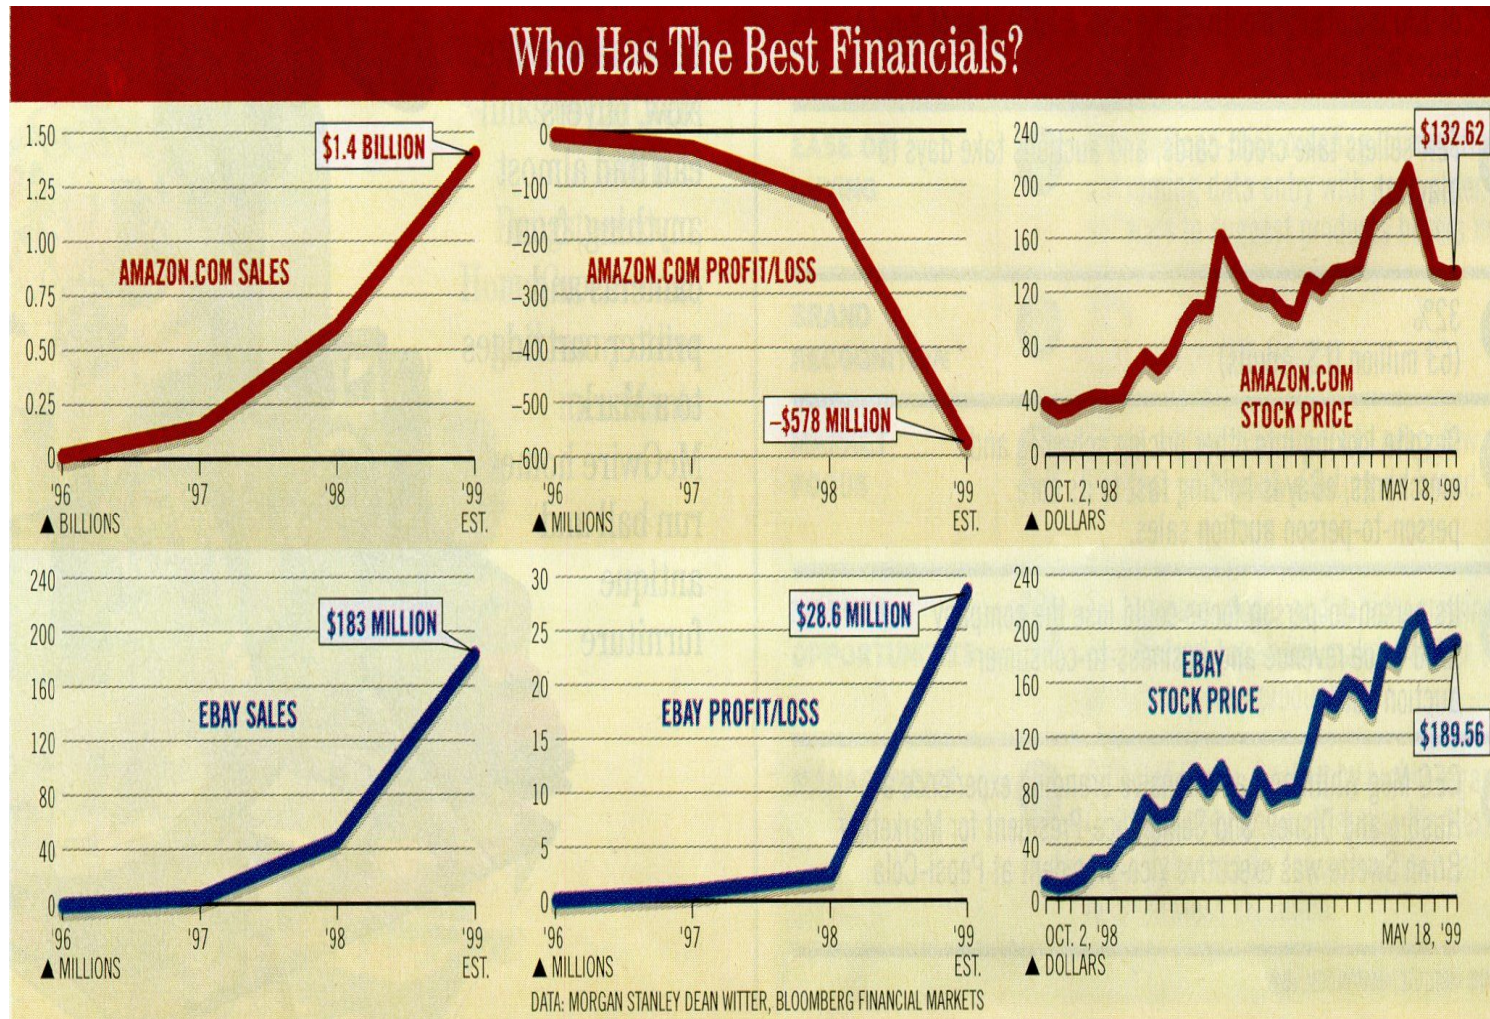 Who Has The Best Financials?
1.50
1.25
1.00
0.75
0.50
0.25
0
$1.4 BILLION
AMAZON.COM SALES
'96 '97 '98 '99
▲ BILLIONS EST.
0
–100
–200
–300
–400
–500
–600
AMAZON.COM PROFIT/LOSS
–$578 MILLION
'96 '97 '98 '99
▲ MILLIONS EST.
240
200
160
120
80
40
0
$132.62
AMAZON.COM
STOCK PRICE
OCT. 2, '98 MAY 18, '99
▲ DOLLARS
240
200
160
120
80
40
0
$183 MILLION
EBAY SALES
'96 '97 '98 '99
▲ MILLIONS EST.
30
25
20
15
10
5
0
$28.6 MILLION
EBAY PROFIT/LOSS
'96 '97 '98 '99
▲ MILLIONS EST.
240
200
160
120
80
40
0
EBAY
STOCK PRICE
$189.56
OCT. 2, '98 MAY 18, '99
▲ DOLLARS
DATA: MORGAN STANLEY DEAN WITTER, BLOOMBERG FINANCIAL MARKETS